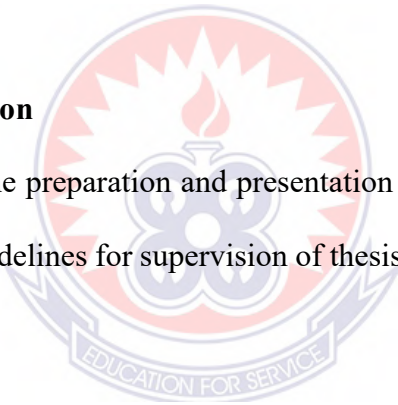 on
e preparation and presentation
delines for supervision of thesis
EDUCATION FOR SERVICE